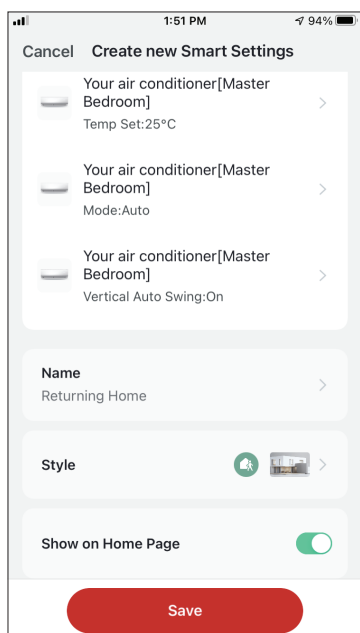 1:51 PM
94%
Cancel Create new Smart Settings
Your air conditioner[Master
Bedroom]
Temp Set:25°C
Your air conditioner[Master
Bedroom]
Mode:Auto
Your air conditioner[Master
Bedroom]
Vertical Auto Swing:On
Name
Returning Home
Style
Show on Home Page
Save